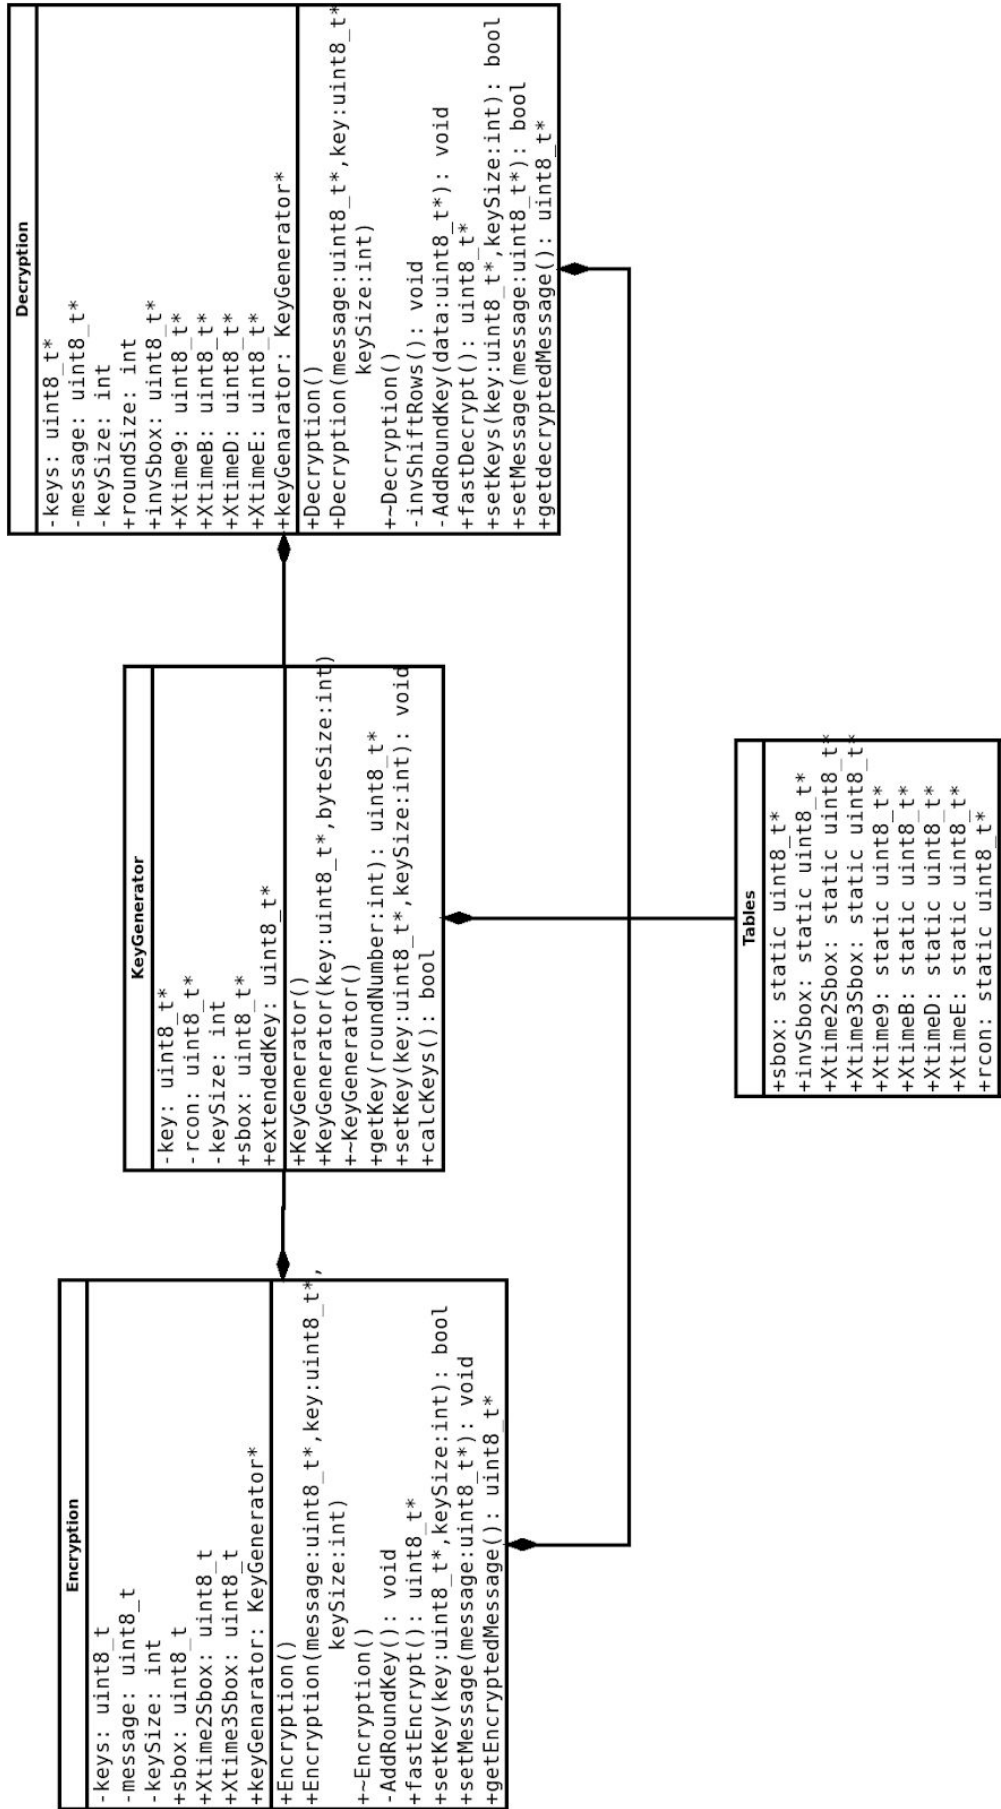 Encryption
-keys: uint8_t
-message: uint8_t
-keySize: int
+sbox: uint8_t
+Xtime2Sbox: uint8_t
+Xtime3Sbox: uint8_t
+keyGenarator: KeyGenerator*
+Encryption()
+Encryption(message:uint8_t*,key:uint8_t*,
keySize:int)
+~Encryption()
-AddRoundKey(): void
+fastEncrypt(): uint8_t*
+setKey(key:uint8_t*,keySize:int): bool
+setMessage(message:uint8_t*): void
+getEncryptedMessage(): uint8_t*
KeyGenerator
-key: uint8_t*
-rcon: uint8_t*
-keySize: int
+sbox: uint8_t*
+extendedKey: uint8_t*
+KeyGenerator()
+KeyGenerator(key:uint8_t*,byteSize:int)
+~KeyGenerator()
+getKey(roundNumber:int): uint8_t*
+setKey(key:uint8_t*,keySize:int): void
+calcKeys(): bool
Decryption
-keys: uint8_t*
-message: uint8_t*
-keySize: int
+roundSize: int
+invSbox: uint8_t*
+Xtime9: uint8_t*
+XtimeB: uint8_t*
+XtimeD: uint8_t*
+XtimeE: uint8_t*
+keyGenarator: KeyGenerator*
+Decryption()
+Decryption(message:uint8_t*,key:uint8_t*
keySize:int)
+~Decryption()
-invShiftRows(): void
-AddRoundKey(data:uint8_t*): void
+fastDecrypt(): uint8_t*
+setKeys(key:uint8_t*,keySize:int): bool
+setMessage(message:uint8_t*): bool
+getdecryptedMessage(): uint8_t*
Tables
+sbox: static uint8_t*
+invSbox: static uint8_t*
+Xtime2Sbox: static uint8_t*
+Xtime3Sbox: static uint8_t*
+Xtime9: static uint8_t*
+XtimeB: static uint8_t*
+XtimeD: static uint8_t*
+XtimeE: static uint8_t*
+rcon: static uint8_t*